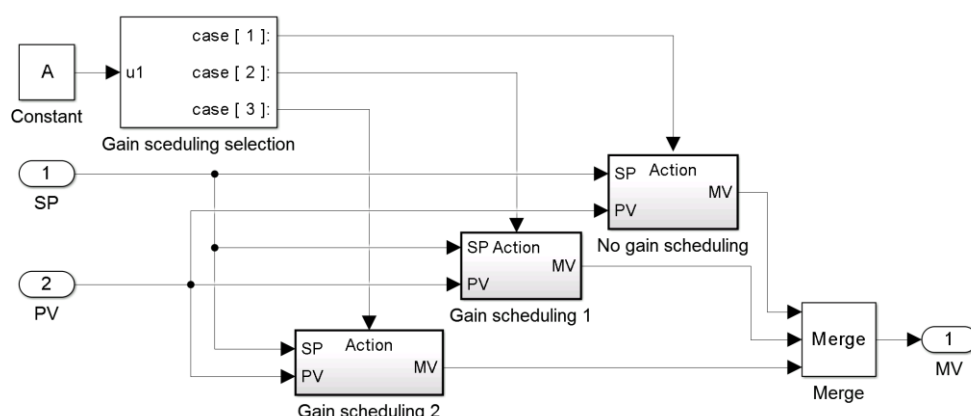 case [ 1 ]:
A
u1
case [ 2 ]:
case [ 3 ]:
Constant
Gain sceduling selection
1
SP
SP
Action
MV
PV
No gain scheduling
2
PV
SP Action
MV
PV
Gain scheduling 1
SP
Action
MV
PV
Gain scheduling 2
Merge
Merge
1
MV